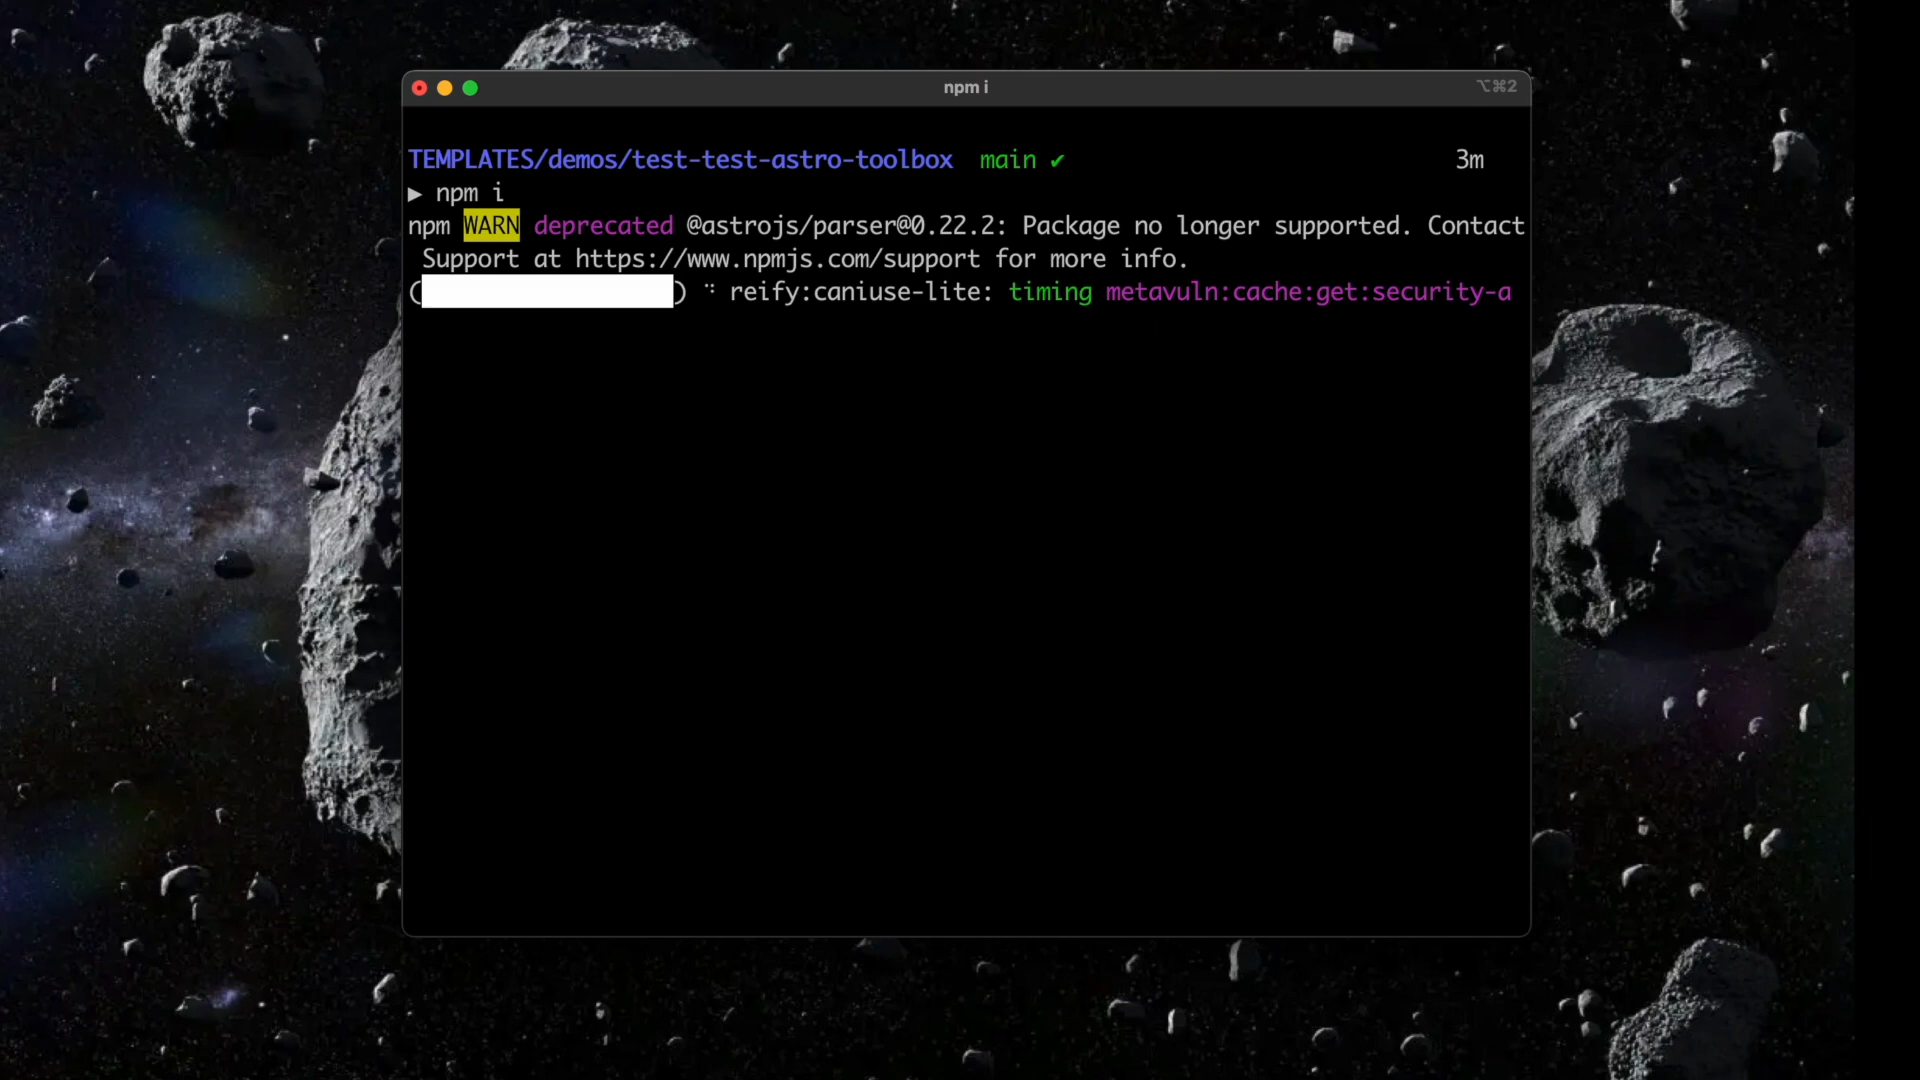 npm i
⌥⌘2
TEMPLATES/demos/test-test-astro-toolbox main ✔ 3m
▶ npm i
npm WARN deprecated @astrojs/parser@0.22.2: Package no longer supported. Contact
Support at https://www.npmjs.com/support for more info.
() ⠙ reify:caniuse-lite: timing metavuln:cache:get:security-a